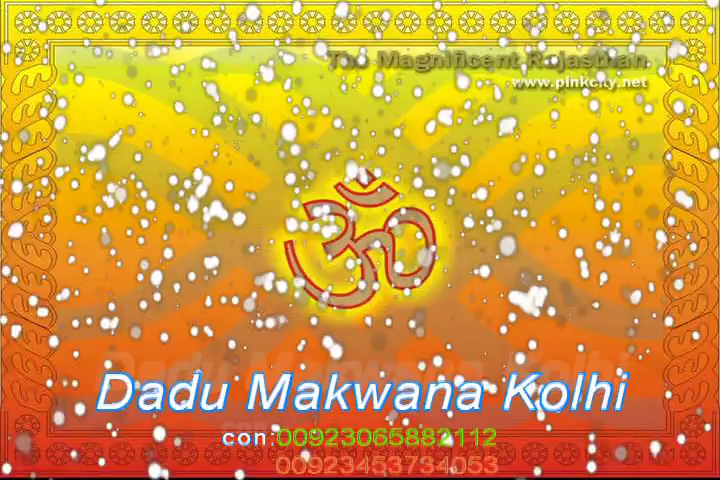 The Magnificent Rajasthan
www.pinkcity.net
ॐ
Dadu Makwana Kolhi
con:00923065882112
00923453734053